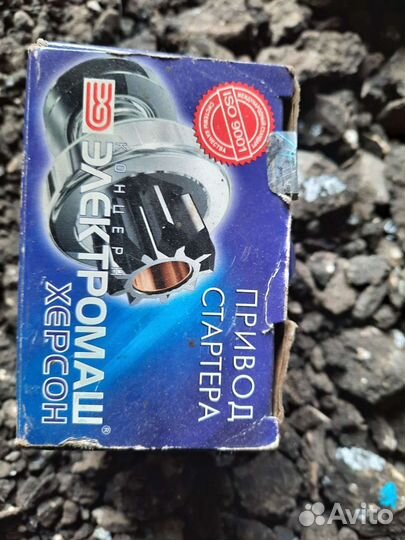 КОНЦЕРН
ЭЛЕКТРОМАШ®
ХЕРСОН
ПРИВОД
СТАРТЕРА
ISO 9001
Avito